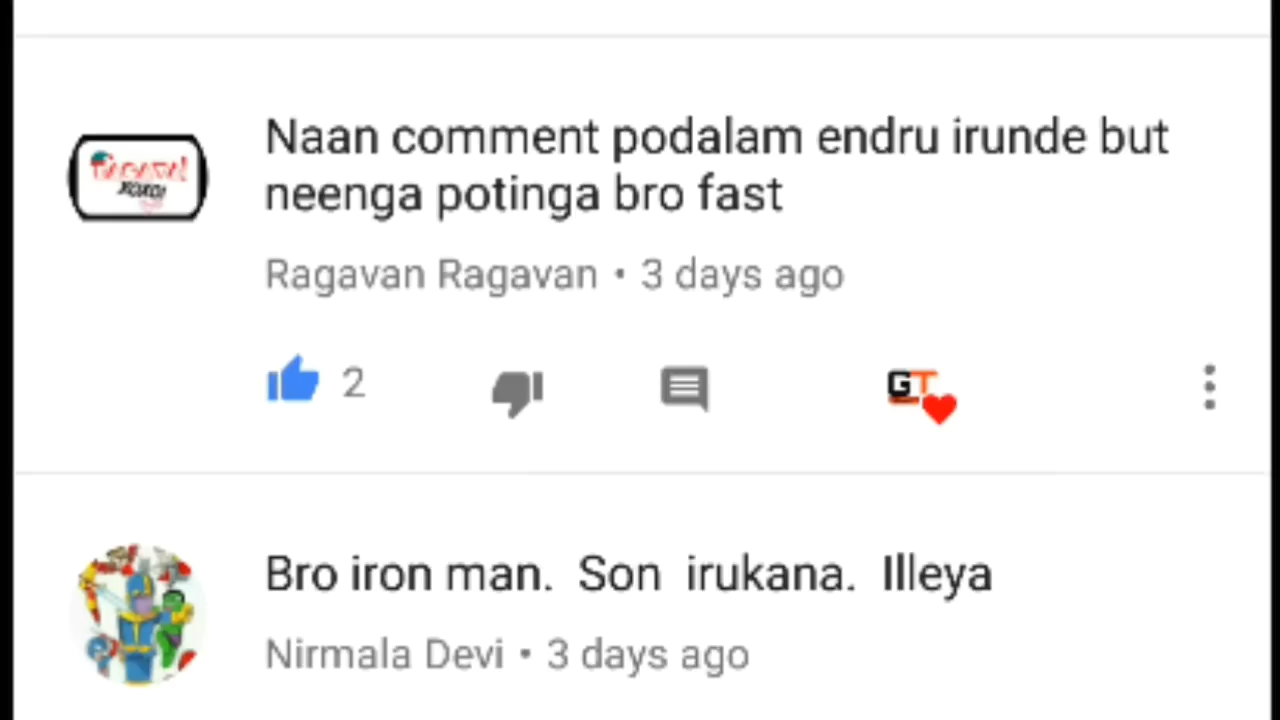 Naan comment podalam endru irunde but
neenga potinga bro fast
Ragavan Ragavan • 3 days ago
2
GT
Bro iron man. Son irukana. Illeya
Nirmala Devi • 3 days ago